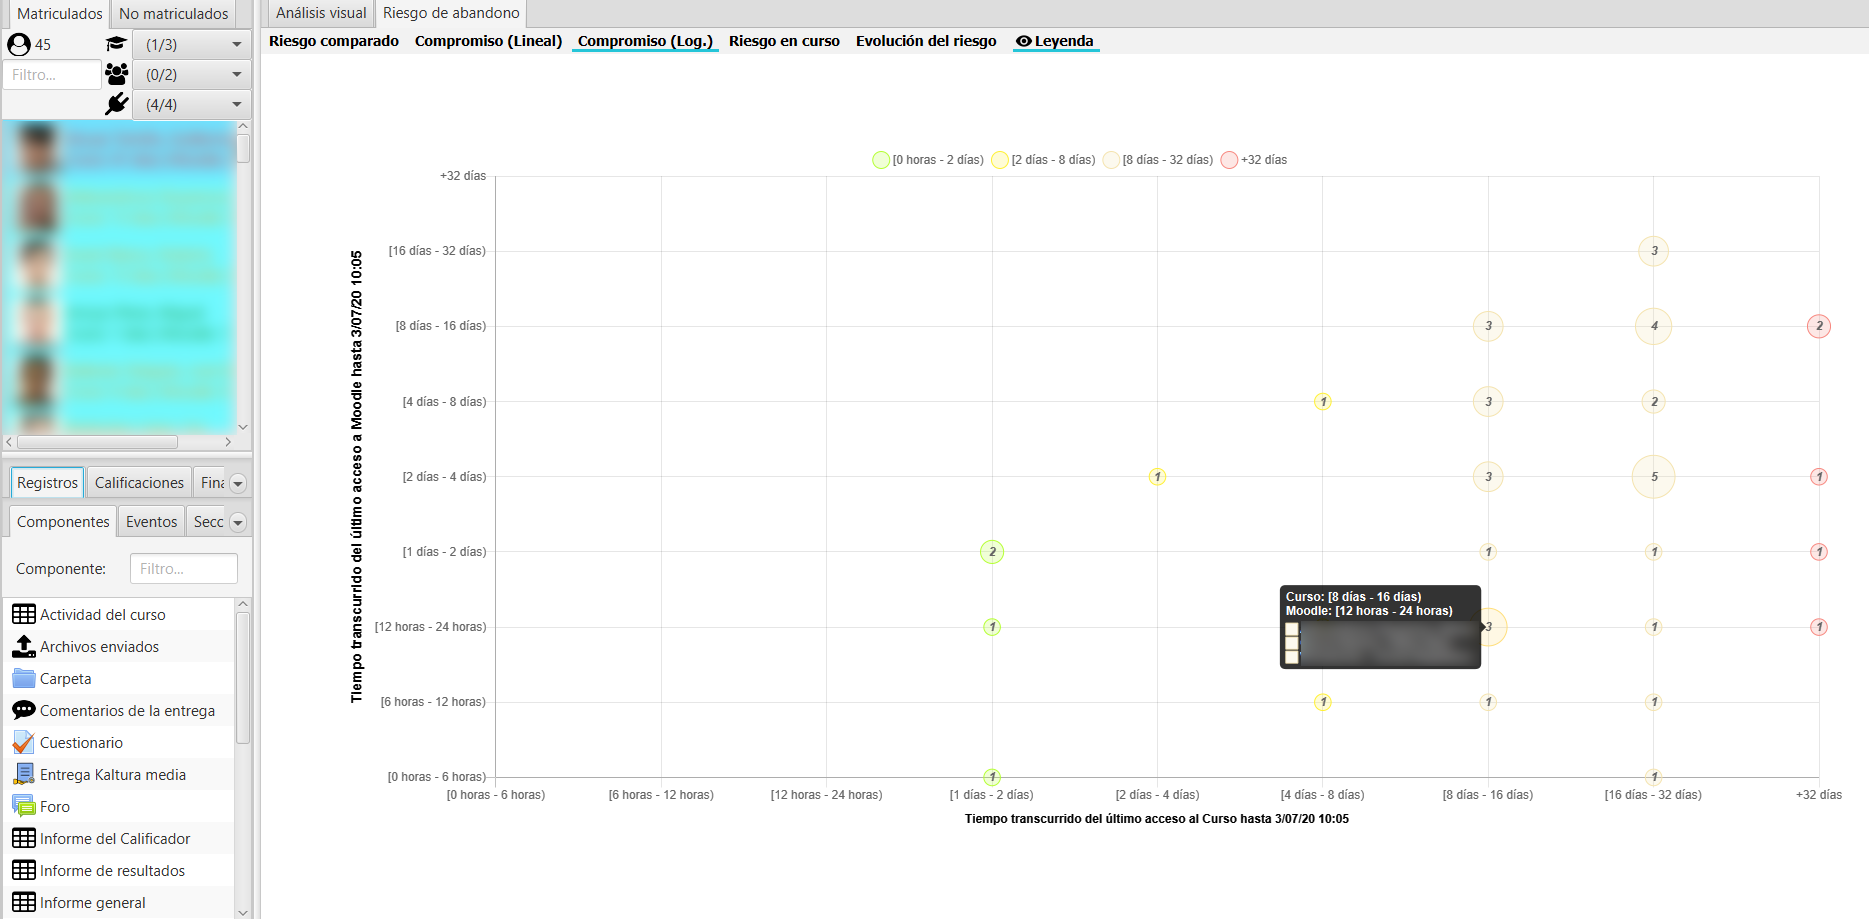 Matriculados No matriculados
45 (1/3)
Filtro... (0/2)
(4/4)
Registros Calificaciones Fina
Componentes Eventos Secc
Componente: Filtro...
Actividad del curso
Archivos enviados
Carpeta
Comentarios de la entrega
Cuestionario
Entrega Kaltura media
Foro
Informe del Calificador
Informe de resultados
Informe general
Análisis visual Riesgo de abandono
Riesgo comparado Compromiso (Lineal) Compromiso (Log.) Riesgo en curso Evolución del riesgo Leyenda
[0 horas - 2 días) [2 días - 8 días) [8 días - 32 días) +32 días
Tiempo transcurrido del último acceso a Moodle hasta 3/07/20 10:05
+32 días
[16 días - 32 días) 3
[8 días - 16 días) 3 4 2
[4 días - 8 días) 1 3 2
[2 días - 4 días) 1 3 5 1
[1 días - 2 días) 2 1 1 1
Curso: [8 días - 16 días)
Moodle: [12 horas - 24 horas)
[12 horas - 24 horas) 1 3 1 1
[6 horas - 12 horas) 1 1 1
[0 horas - 6 horas) 1 1
[0 horas - 6 horas) [6 horas - 12 horas) [12 horas - 24 horas) [1 días - 2 días) [2 días - 4 días) [4 días - 8 días) [8 días - 16 días) [16 días - 32 días) +32 días
Tiempo transcurrido del último acceso al Curso hasta 3/07/20 10:05